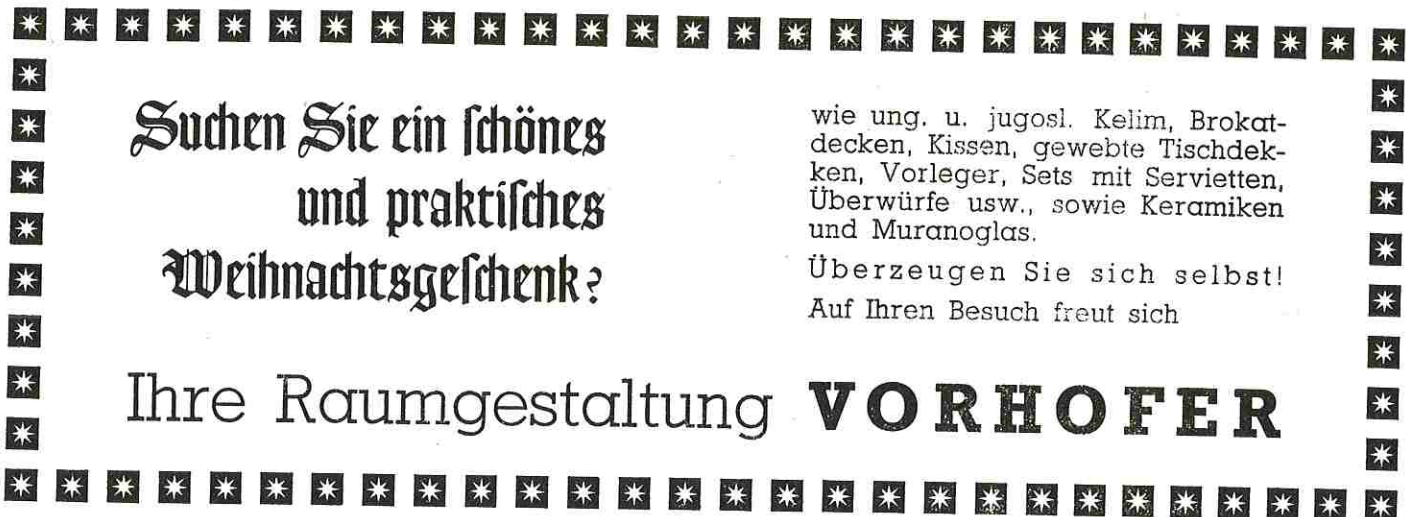 Suchen Sie ein ſchönes
und praktiſches
Weihnachtsgeſchenk?
wie ung. u. jugosl. Kelim, Brokat-
decken, Kissen, gewebte Tischdek-
ken, Vorleger, Sets mit Servietten,
Überwürfe usw., sowie Keramiken
und Muranoglas.
Überzeugen Sie sich selbst!
Auf Ihren Besuch freut sich
Ihre Raumgestaltung VORHOFER